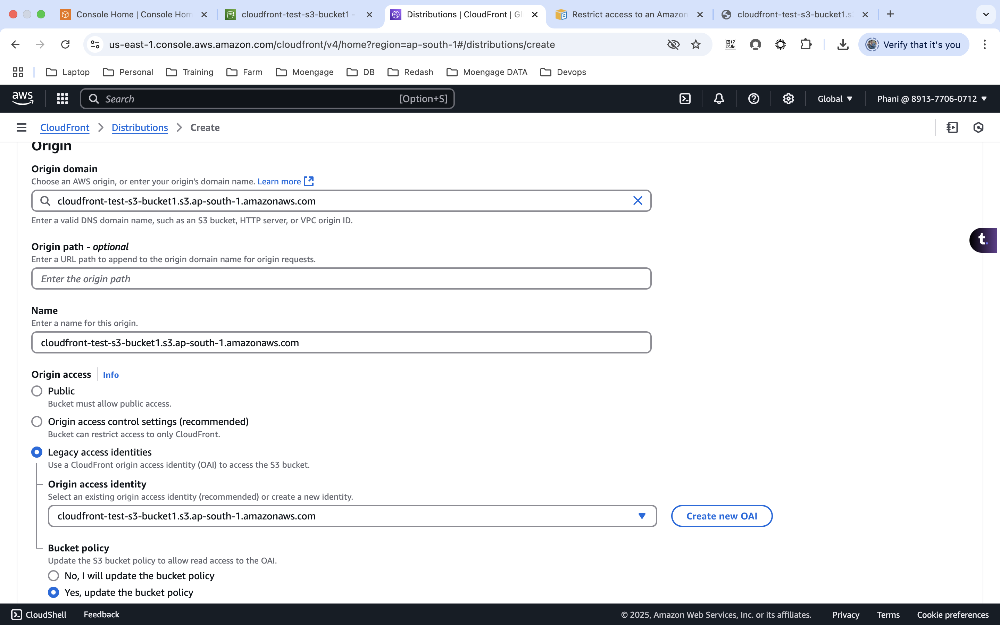 Console Home | Console Hom
cloudfront-test-s3-bucket1 -
Distributions | CloudFront | Gl
Restrict access to an Amazon
cloudfront-test-s3-bucket1.s
us-east-1.console.aws.amazon.com/cloudfront/v4/home?region=ap-south-1#/distributions/create
Verify that it's you
Laptop
Personal
Training
Farm
Moengage
DB
Redash
Moengage DATA
Devops
aws
Search
[Option+S]
Global
Phani @ 8913-7706-0712
CloudFront
Distributions
Create
Origin
Origin domain
Choose an AWS origin, or enter your origin's domain name. Learn more
cloudfront-test-s3-bucket1.s3.ap-south-1.amazonaws.com
Enter a valid DNS domain name, such as an S3 bucket, HTTP server, or VPC origin ID.
t.
Origin path - optional
Enter a URL path to append to the origin domain name for origin requests.
Enter the origin path
Name
Enter a name for this origin.
cloudfront-test-s3-bucket1.s3.ap-south-1.amazonaws.com
Origin access
Info
Public
Bucket must allow public access.
Origin access control settings (recommended)
Bucket can restrict access to only CloudFront.
Legacy access identities
Use a CloudFront origin access identity (OAI) to access the S3 bucket.
Origin access identity
Select an existing origin access identity (recommended) or create a new identity.
cloudfront-test-s3-bucket1.s3.ap-south-1.amazonaws.com
Create new OAI
Bucket policy
Update the S3 bucket policy to allow read access to the OAI.
No, I will update the bucket policy
Yes, update the bucket policy
CloudShell
Feedback
© 2025, Amazon Web Services, Inc. or its affiliates.
Privacy
Terms
Cookie preferences